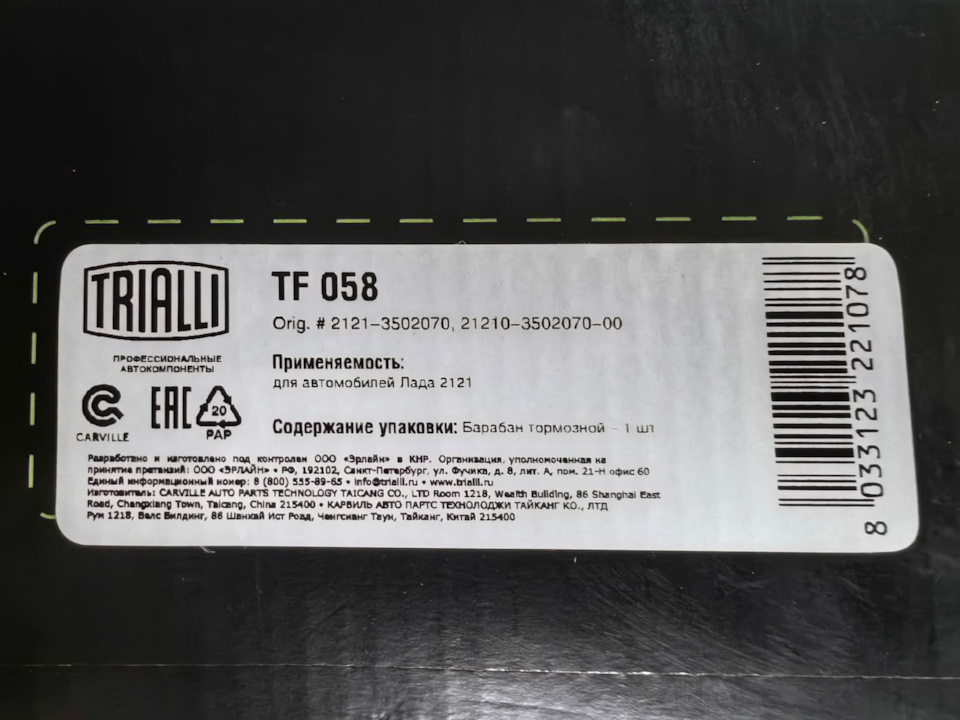 TRIALLI
ПРОФЕССИОНАЛЬНЫЕ
АВТОКОМПОНЕНТЫ
CARVILLE
EAC
20
PAP
TF 058
Orig. # 2121-3502070, 21210-3502070-00
Применяемость:
для автомобилей Лада 2121
Содержание упаковки: Барабан тормозной - 1 шт
Разработано и изготовлено под контролем ООО «Эрлайн» в КНР. Организация, уполномоченная на
принятие претензий: ООО «ЭРЛАЙН» • РФ, 192102, Санкт-Петербург, ул. Фучика, д. 8, лит. А, пом. 21-Н офис 60
Единый информационный номер: 8 (800) 555-89-65 • info@trialli.ru • www.trialli.ru
Изготовитель: CARVILLE AUTO PARTS TECHNOLOGY TAICANG CO., LTD Room 1218, Wealth Building, 86 Shanghai East
Road, Chengxiang Town, Taicang, China 215400 • КАРВИЛЬ АВТО ПАРТС ТЕХНОЛОДЖИ ТАЙКАНГ КО., ЛТД
Рум 1218, Велс Билдинг, 86 Шанхай Ист Роад, Ченгсианг Таун, Тайканг, Китай 215400
8 033123 221078